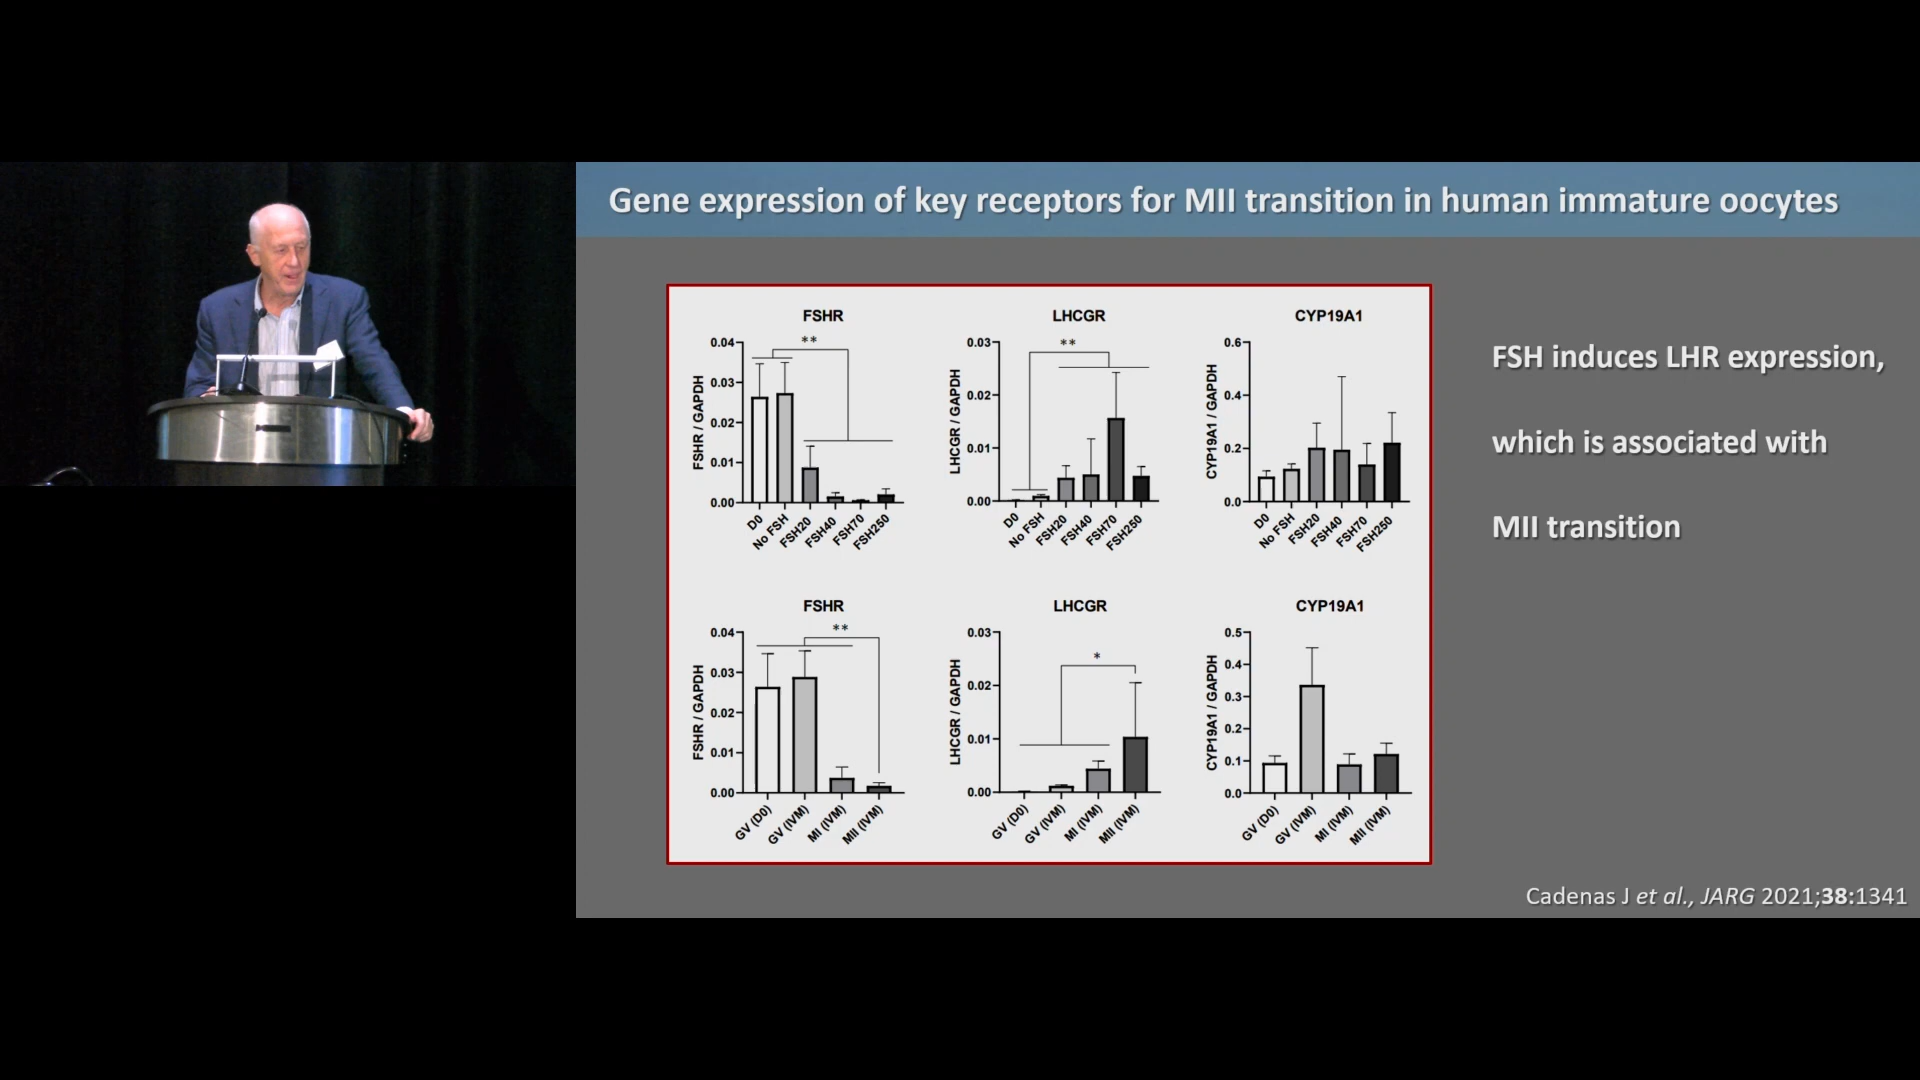 Gene expression of key receptors for MII transition in human immature oocytes
FSHR
**
FSHR / GAPDH
0.04
0.03
0.02
0.01
0.00
D0
No FSH
FSH20
FSH40
FSH70
FSH250
LHCGR
**
LHCGR / GAPDH
0.03
0.02
0.01
0.00
D0
No FSH
FSH20
FSH40
FSH70
FSH250
CYP19A1
CYP19A1 / GAPDH
0.6
0.4
0.2
0.0
D0
No FSH
FSH20
FSH40
FSH70
FSH250
FSHR
**
FSHR / GAPDH
0.04
0.03
0.02
0.01
0.00
GV (D0)
GV (IVM)
MI (IVM)
MII (IVM)
LHCGR
*
LHCGR / GAPDH
0.03
0.02
0.01
0.00
GV (D0)
GV (IVM)
MI (IVM)
MII (IVM)
CYP19A1
CYP19A1 / GAPDH
0.5
0.4
0.3
0.2
0.1
0.0
GV (D0)
GV (IVM)
MI (IVM)
MII (IVM)
FSH induces LHR expression,
which is associated with
MII transition
Cadenas J et al., JARG 2021;38:1341